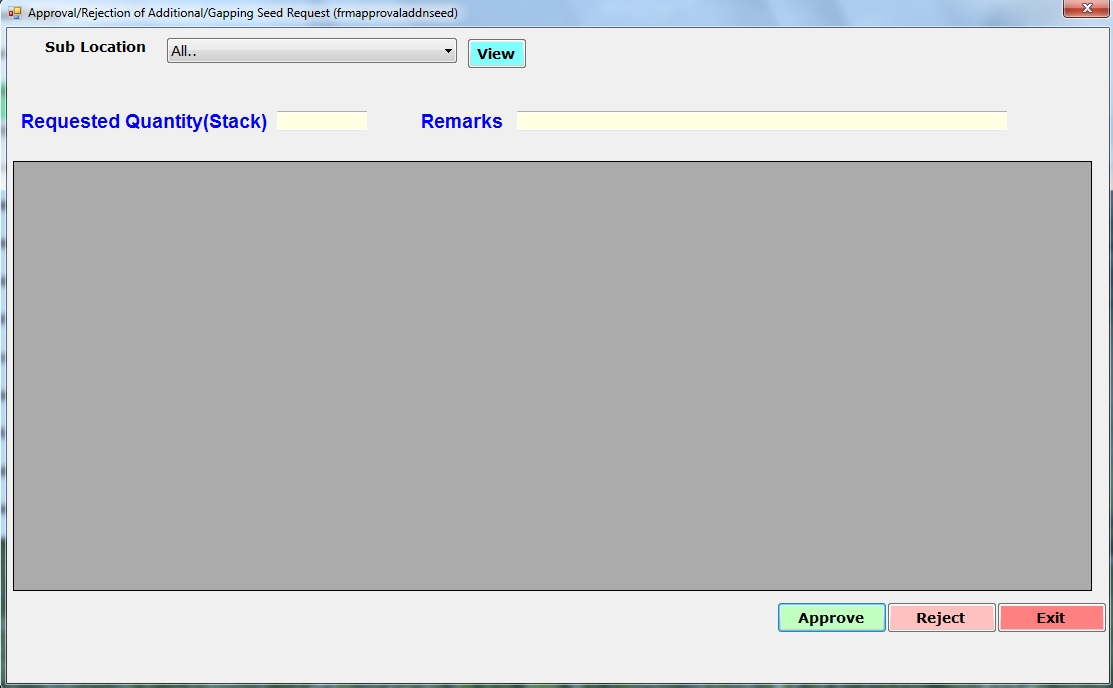 Approval/Rejection of Additional/Gapping Seed Request (frmapprovaladdnseed)
Sub Location All.. View
Requested Quantity(Stack) Remarks
Approve Reject Exit